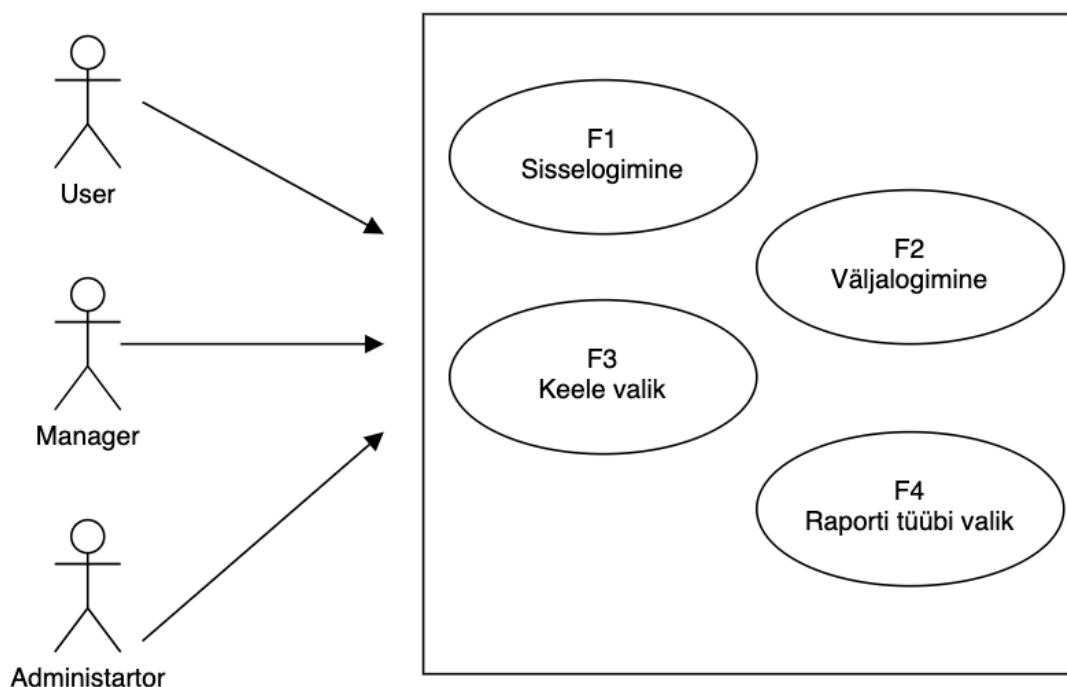 User
Manager
Administartor
F1
Sisselogimine
F2
Väljalogimine
F3
Keele valik
F4
Raporti tüübi valik